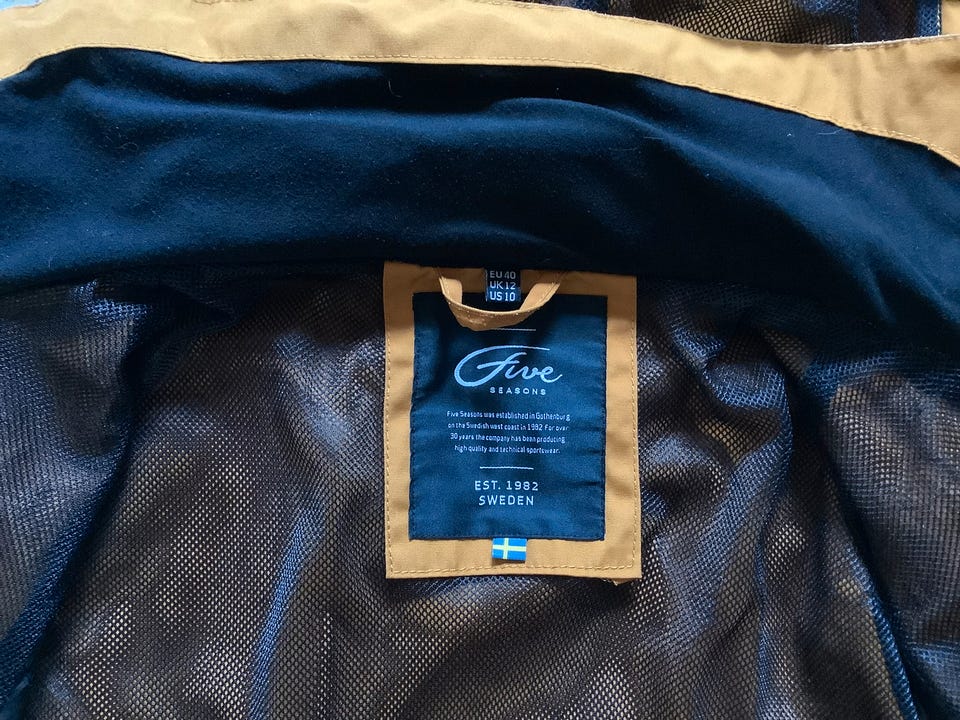 EU 40
UK 12
US 10
Five
SEASONS
Five Seasons was established in Gothenburg
on the Swedish west coast in 1982. For over
30 years the company has been producing
high quality and technical sportswear.
EST. 1982
SWEDEN